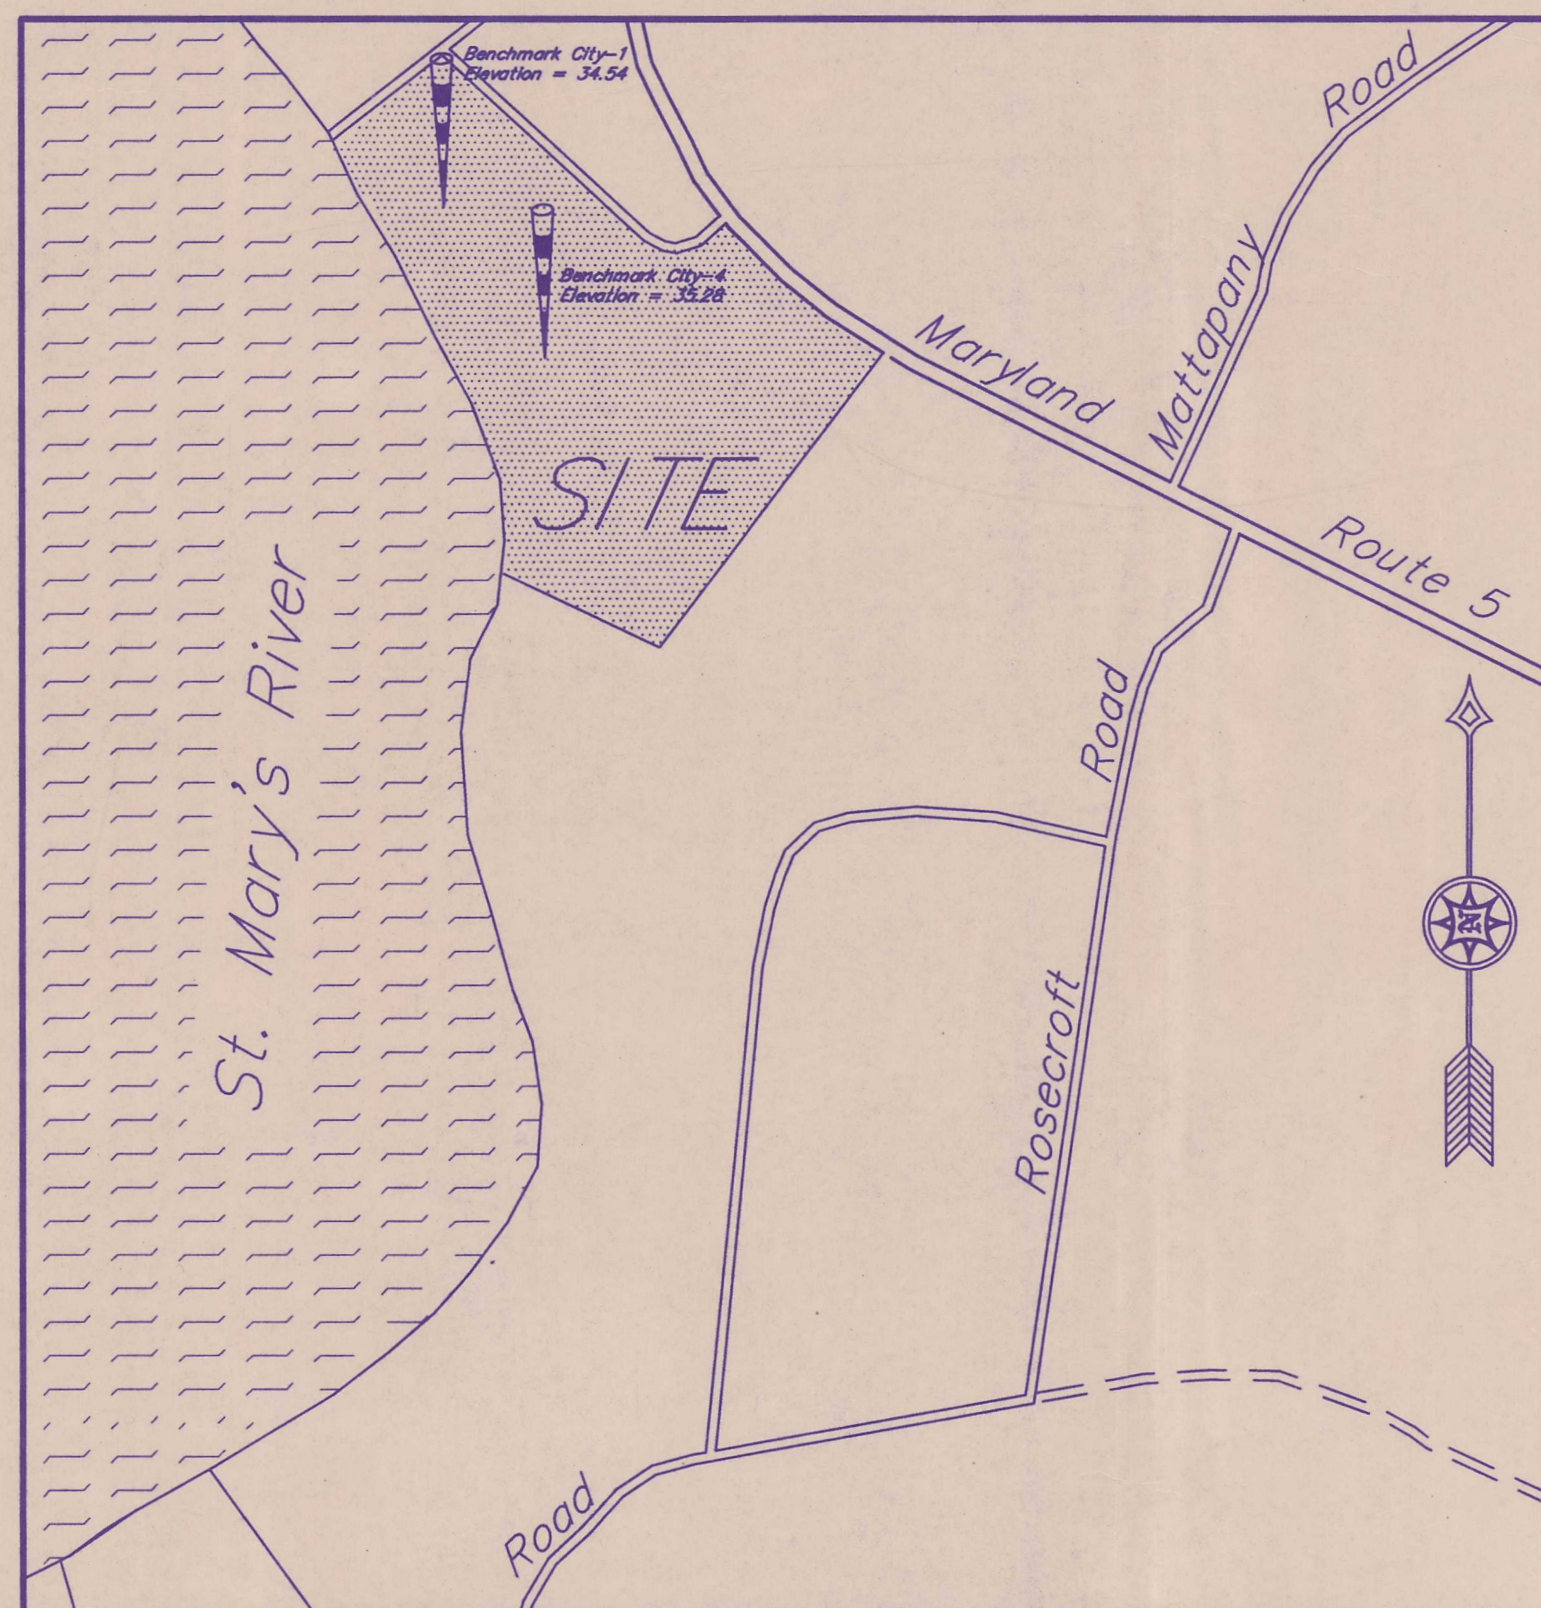 Benchmark City-1
Elevation = 34.54
Road
Mattapany
Benchmark City-4
Elevation = 35.28
Maryland
Route 5
SITE
St. Mary's River
Road
Rosecroft
N
Road